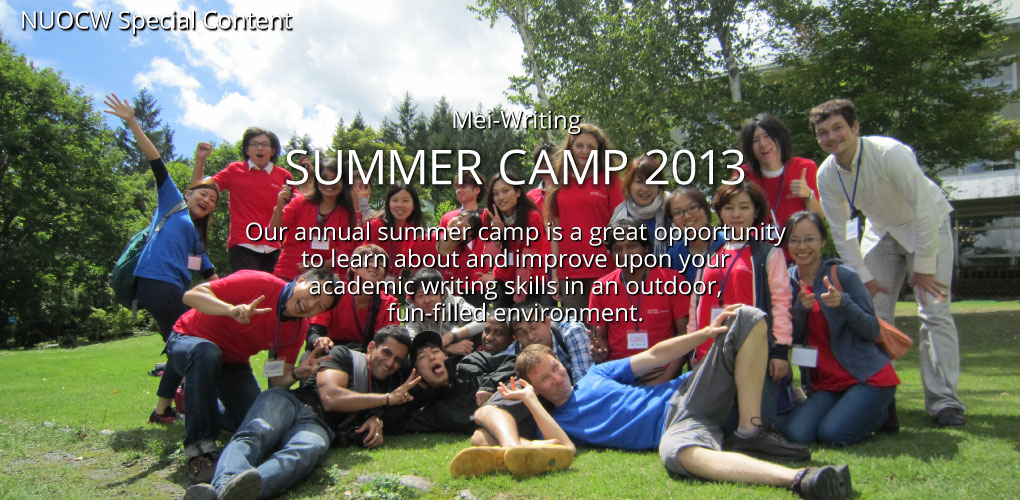 NUOCW Special Content
Mei-Writing
SUMMER CAMP 2013
Our annual summer camp is a great opportunity
to learn about and improve upon your
academic writing skills in an outdoor,
fun-filled environment.